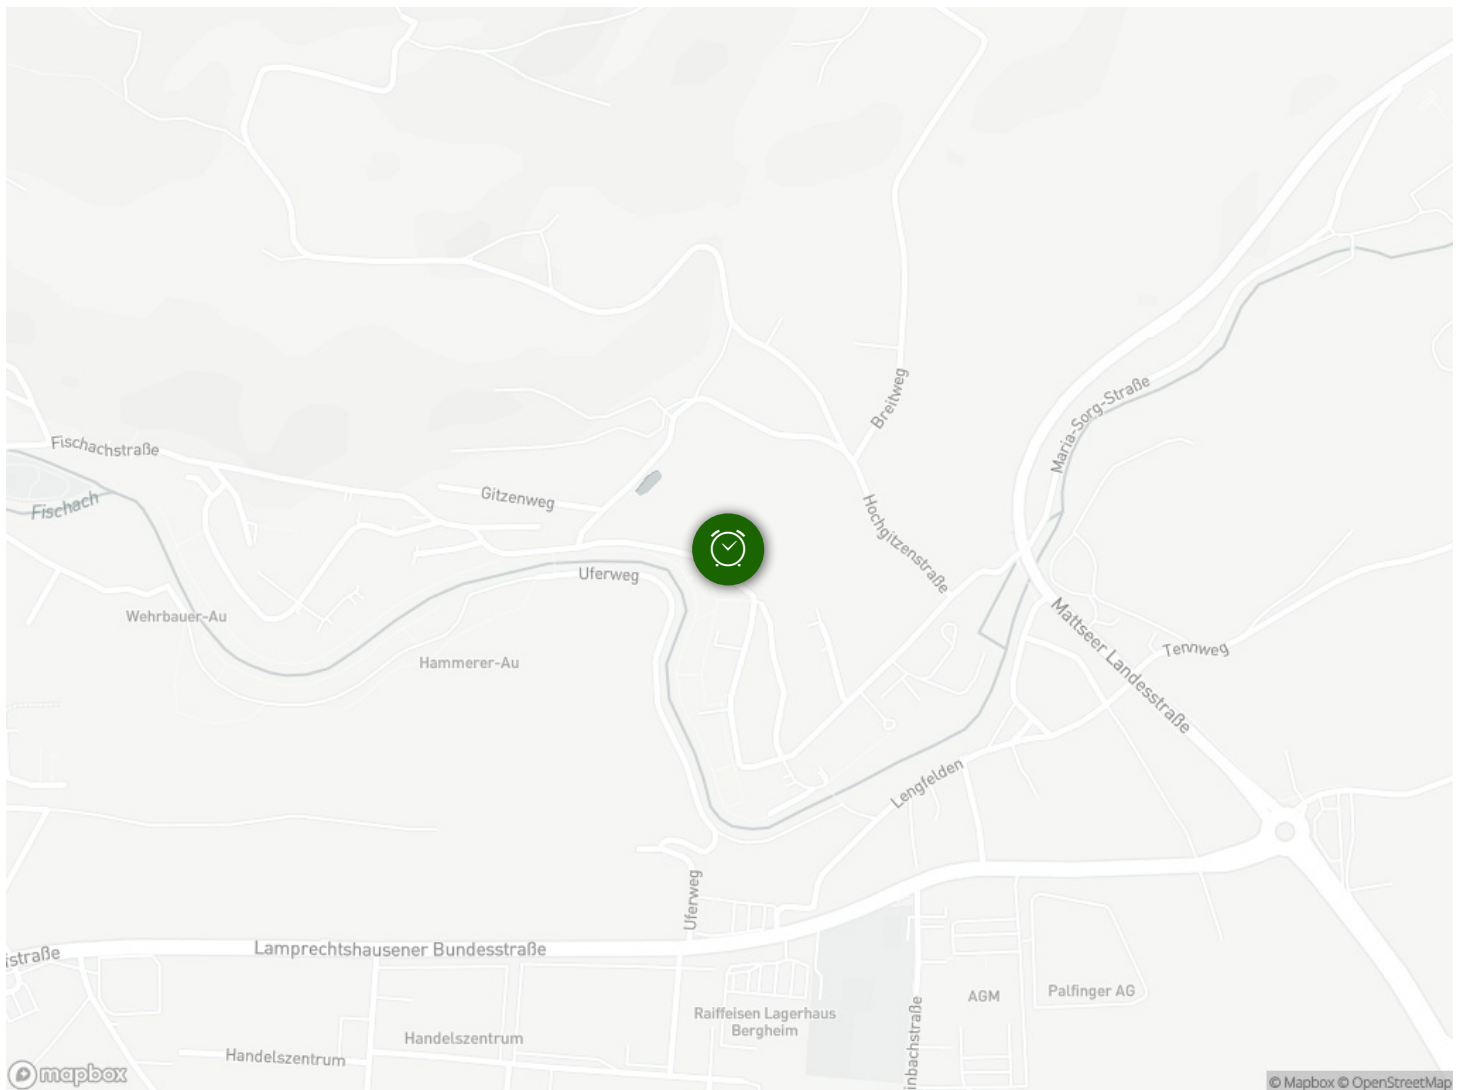 Breitweg
Maria-Sorg-Straße
Fischachstraße
Gitzenweg
Fischach
Hochgitzenstraße
Uferweg
Wehrbauer-Au
Mattseer Landesstraße
Tennweg
Hammerer-Au
Lengfelden
Uferweg
Lamprechtshausener Bundesstraße
istraße
AGM
Palfinger AG
Raiffeisen Lagerhaus
Bergheim
Handelszentrum
Handelszentrum
inbachstraße
mapbox
© Mapbox © OpenStreetMap